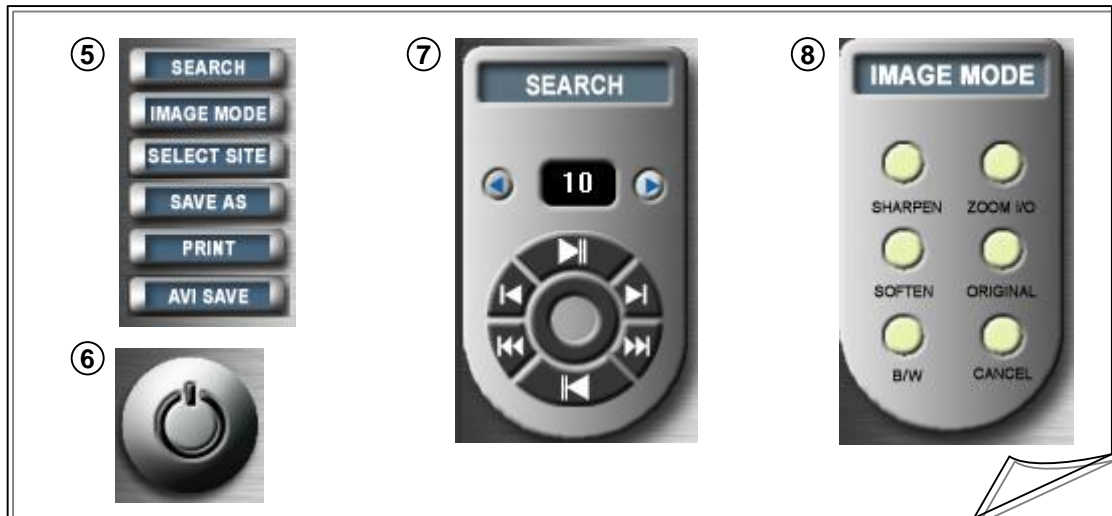 5
SEARCH
IMAGE MODE
SELECT SITE
SAVE AS
PRINT
AVI SAVE
6
7
SEARCH
10
8
IMAGE MODE
SHARPEN ZOOM I/O
SOFTEN ORIGINAL
B/W CANCEL